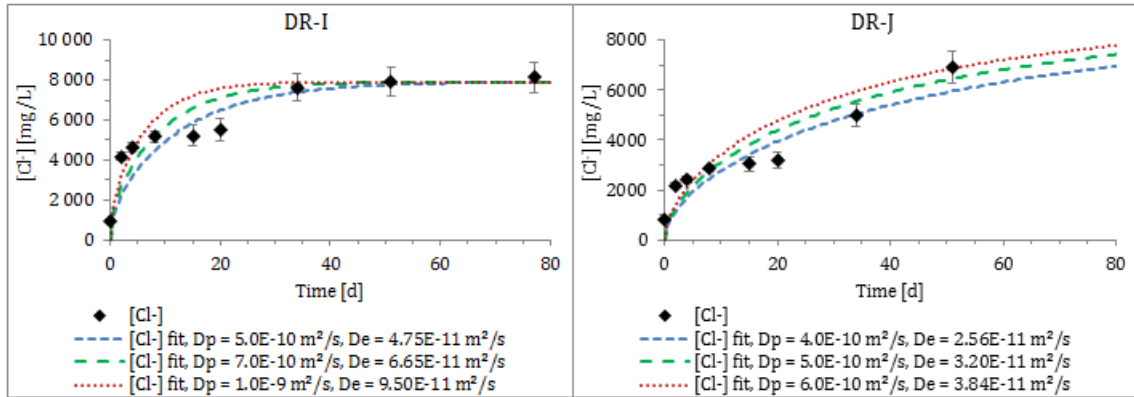 DR-I
10 000
8 000
6 000
4 000
2 000
0
[Cl-] [mg/L]
0 20 40 60 80
Time [d]
[Cl-]
[Cl-] fit, Dp = 5.0E-10 m²/s, De = 4.75E-11 m²/s
[Cl-] fit, Dp = 7.0E-10 m²/s, De = 6.65E-11 m²/s
[Cl-] fit, Dp = 1.0E-9 m²/s, De = 9.50E-11 m²/s
DR-J
8000
6000
4000
2000
0
[Cl-] [mg/L]
0 20 40 60 80
Time [d]
[Cl-]
[Cl-] fit, Dp = 4.0E-10 m²/s, De = 2.56E-11 m²/s
[Cl-] fit, Dp = 5.0E-10 m²/s, De = 3.20E-11 m²/s
[Cl-] fit, Dp = 6.0E-10 m²/s, De = 3.84E-11 m²/s